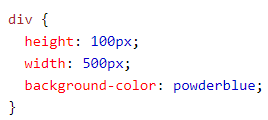 div {
  height: 100px;
  width: 500px;
  background-color: powderblue;
}